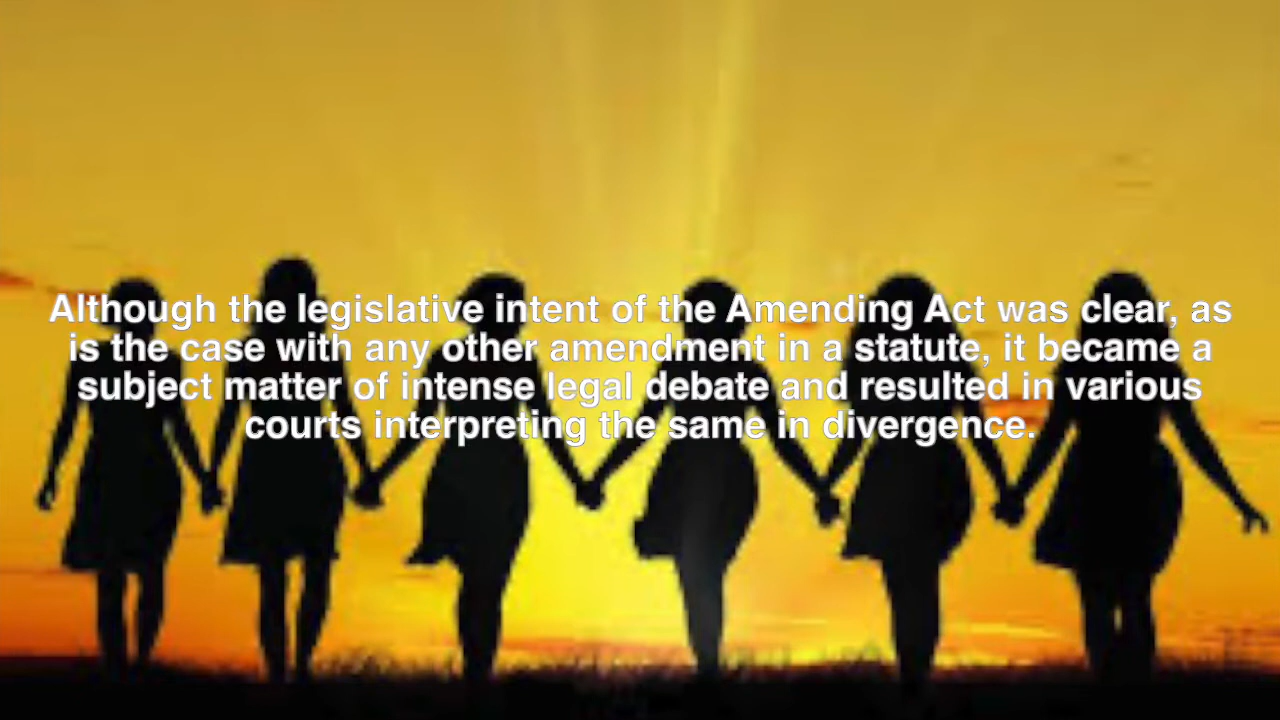 Although the legislative intent of the Amending Act was clear, as
is the case with any other amendment in a statute, it became a
subject matter of intense legal debate and resulted in various
courts interpreting the same in divergence.